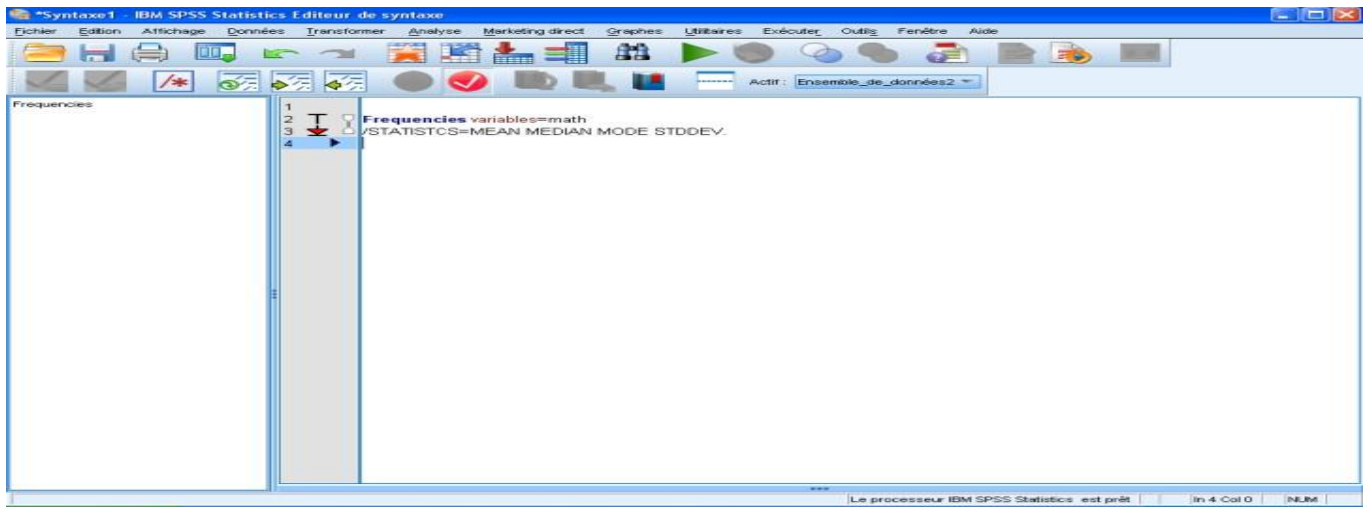 *Syntaxe1 - IBM SPSS Statistics Editeur de syntaxe
Fichier Edition Affichage Données Transformer Analyse Marketing direct Graphes Utilitaires Exécuter Outils Fenêtre Aide
Actif : Ensemble_de_données2
Frequencies
1
2 Frequencies variables=math
3 /STATISTCS=MEAN MEDIAN MODE STDDEV.
4
Le processeur IBM SPSS Statistics est prêt In 4 Col 0 NUM